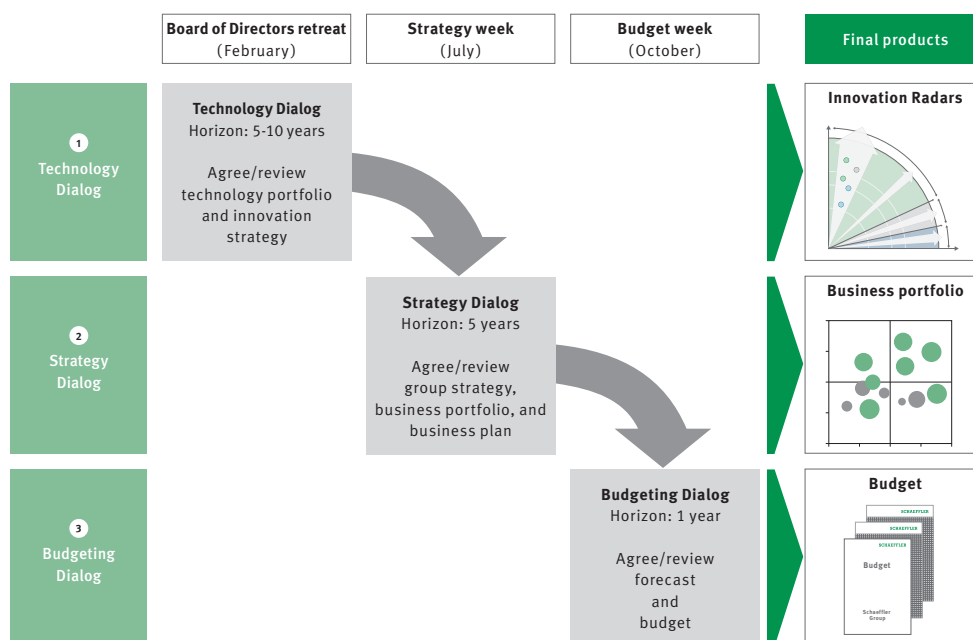 Board of Directors retreat
(February)
Strategy week
(July)
Budget week
(October)
Final products
1
Technology
Dialog
Technology Dialog
Horizon: 5-10 years
Agree/review
technology portfolio
and innovation
strategy
Innovation Radars
2
Strategy
Dialog
Strategy Dialog
Horizon: 5 years
Agree/review
group strategy,
business portfolio, and
business plan
Business portfolio
3
Budgeting
Dialog
Budgeting Dialog
Horizon: 1 year
Agree/review
forecast
and
budget
Budget
SCHAEFFLER
SCHAEFFLER
SCHAEFFLER
Budget
Schaeffler
Group